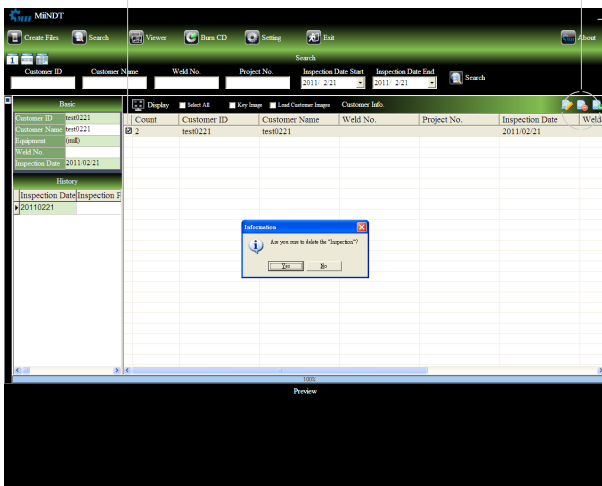 MII MiiNDT
Create Files Search Viewer Burn CD Setting Exit About
1
Search
Customer ID Customer Name Weld No. Project No. Inspection Date Start Inspection Date End
2011/ 2/21 2011/ 2/21 Search
Basic
Customer ID test0221
Customer Name test0221
Equipment (null)
Weld No.
Inspection Date 2011/02/21
History
Inspection Date Inspection
20110221
Display Select All Key Image Load Customer Images Customer Info.
Count Customer ID Customer Name Weld No. Project No. Inspection Date Weld
2 test0221 test0221 2011/02/21
Information
Are you sure to delete the "Inspection"?
Yes No
100%
Preview